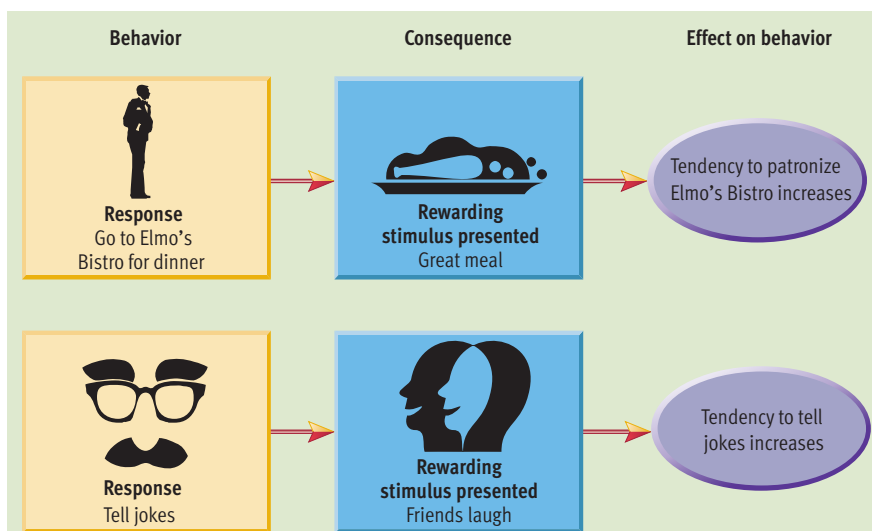 Behavior
Consequence
Effect on behavior
Response
Go to Elmo’s
Bistro for dinner
Rewarding
stimulus presented
Great meal
Tendency to patronize
Elmo’s Bistro increases
Response
Tell jokes
Rewarding
stimulus presented
Friends laugh
Tendency to tell
jokes increases